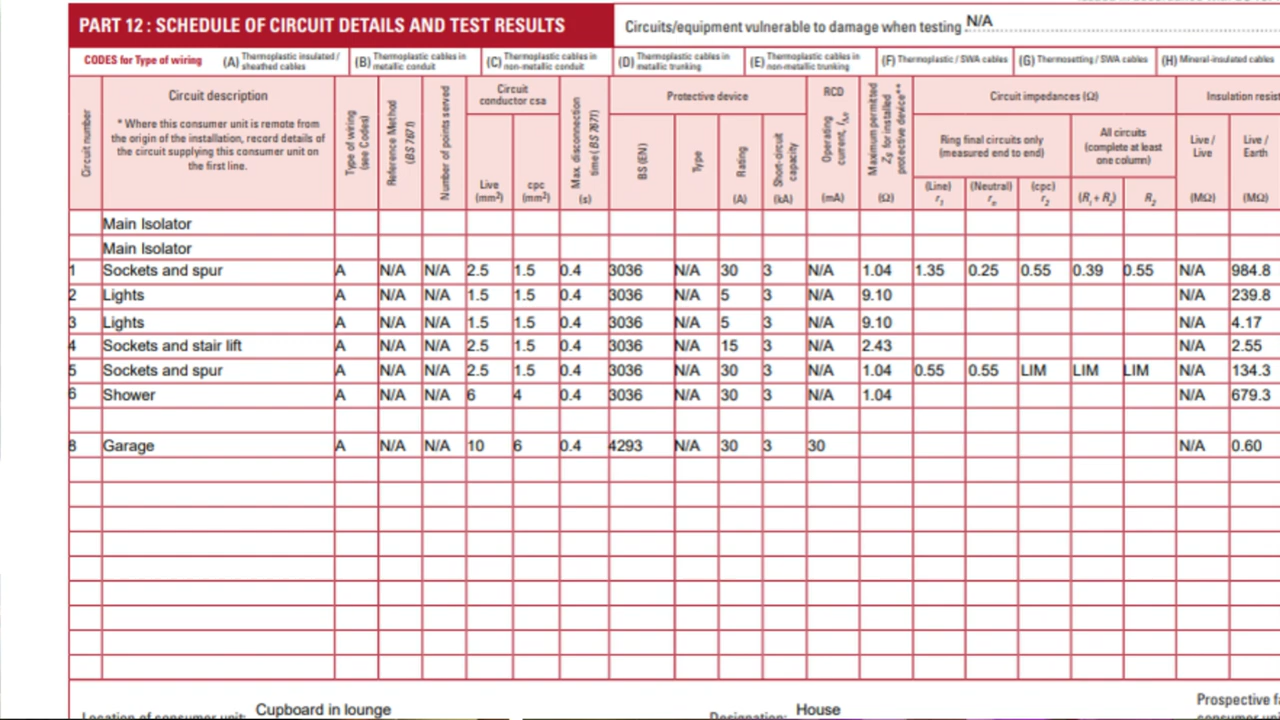 PART 12 : SCHEDULE OF CIRCUIT DETAILS AND TEST RESULTS
Circuits/equipment vulnerable to damage when testing N/A
CODES for Type of wiring (A) Thermoplastic insulated / sheathed cables (B) Thermoplastic cables in metallic conduit (C) Thermoplastic cables in non-metallic conduit (D) Thermoplastic cables in metallic trunking (E) Thermoplastic cables in non-metallic trunking (F) Thermoplastic / SWA cables (G) Thermosetting / SWA cables (H) Mineral-insulated cables
Circuit number
Circuit description
* Where this consumer unit is remote from
the origin of the installation, record details of
the circuit supplying this consumer unit on
the first line.
Type of wiring
(see Codes)
Reference Method
(BS 7671)
Number of points served
Circuit
conductor csa
Live
(mm²)
cpc
(mm²)
Max. disconnection
time (BS 7671)
(s)
Protective device
BS (EN)
Type
Rating
(A)
Short-circuit
capacity
(kA)
RCD
Operating
current, IΔn
(mA)
Maximum permitted
Zs for installed
protective device**
(Ω)
Circuit impedances (Ω)
Ring final circuits only
(measured end to end)
(Line)
r1
(Neutral)
rn
(cpc)
r2
All circuits
(complete at least
one column)
(R1 + R2)
R2
Insulation resist
Live /
Live
(MΩ)
Live /
Earth
(MΩ)
Main Isolator
Main Isolator
1 Sockets and spur A N/A N/A 2.5 1.5 0.4 3036 N/A 30 3 N/A 1.04 1.35 0.25 0.55 0.39 0.55 N/A 984.8
2 Lights A N/A N/A 1.5 1.5 0.4 3036 N/A 5 3 N/A 9.10 N/A 239.8
3 Lights A N/A N/A 1.5 1.5 0.4 3036 N/A 5 3 N/A 9.10 N/A 4.17
4 Sockets and stair lift A N/A N/A 2.5 1.5 0.4 3036 N/A 15 3 N/A 2.43 N/A 2.55
5 Sockets and spur A N/A N/A 2.5 1.5 0.4 3036 N/A 30 3 N/A 1.04 0.55 0.55 LIM LIM LIM N/A 134.3
6 Shower A N/A N/A 6 4 0.4 3036 N/A 30 3 N/A 1.04 N/A 679.3
8 Garage A N/A N/A 10 6 0.4 4293 N/A 30 3 30 N/A 0.60
Location of consumer unit: Cupboard in lounge
Designation: House
Prospective fa